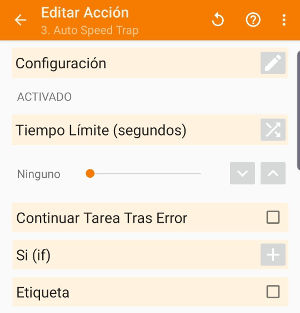 Editar Acción
3. Auto Speed Trap
Configuración
ACTIVADO
Tiempo Límite (segundos)
Ninguno
Continuar Tarea Tras Error
Si (if)
Etiqueta